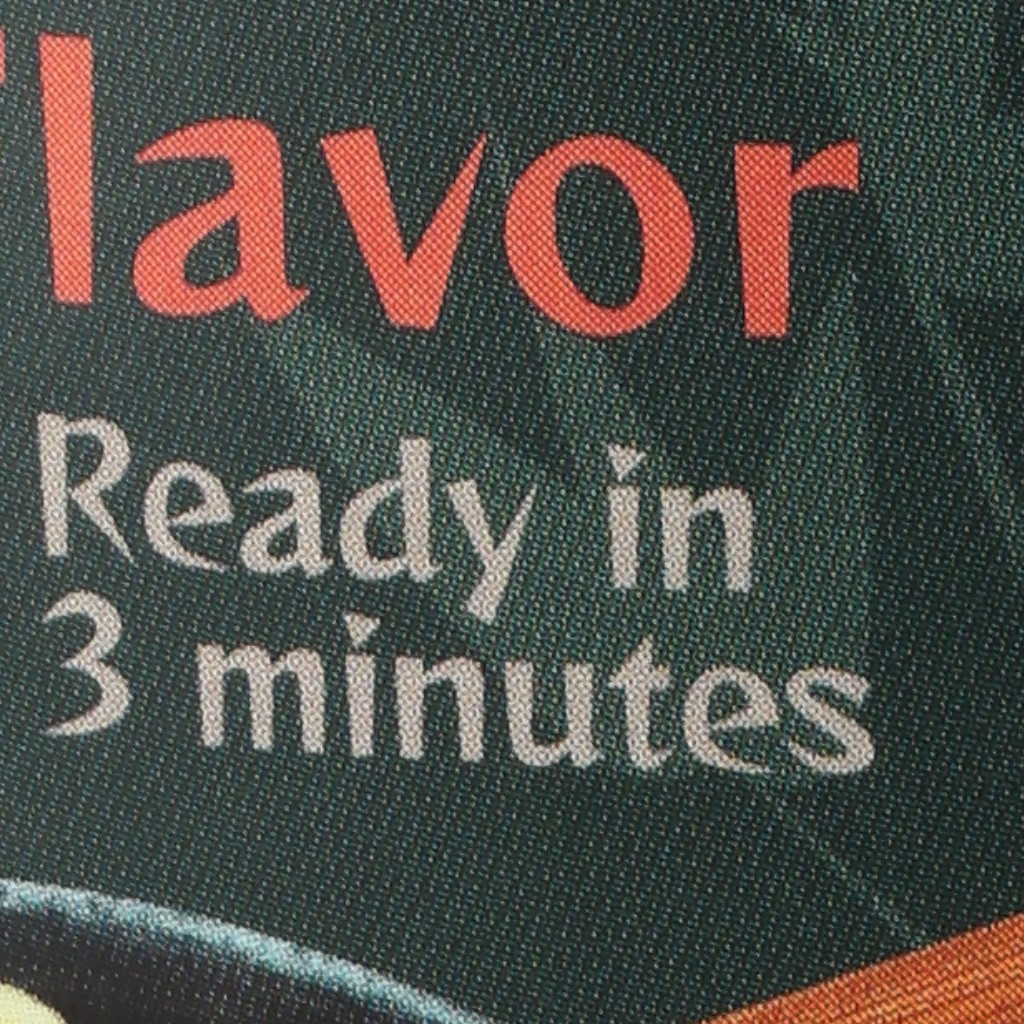 Flavor
Ready in
3 minutes